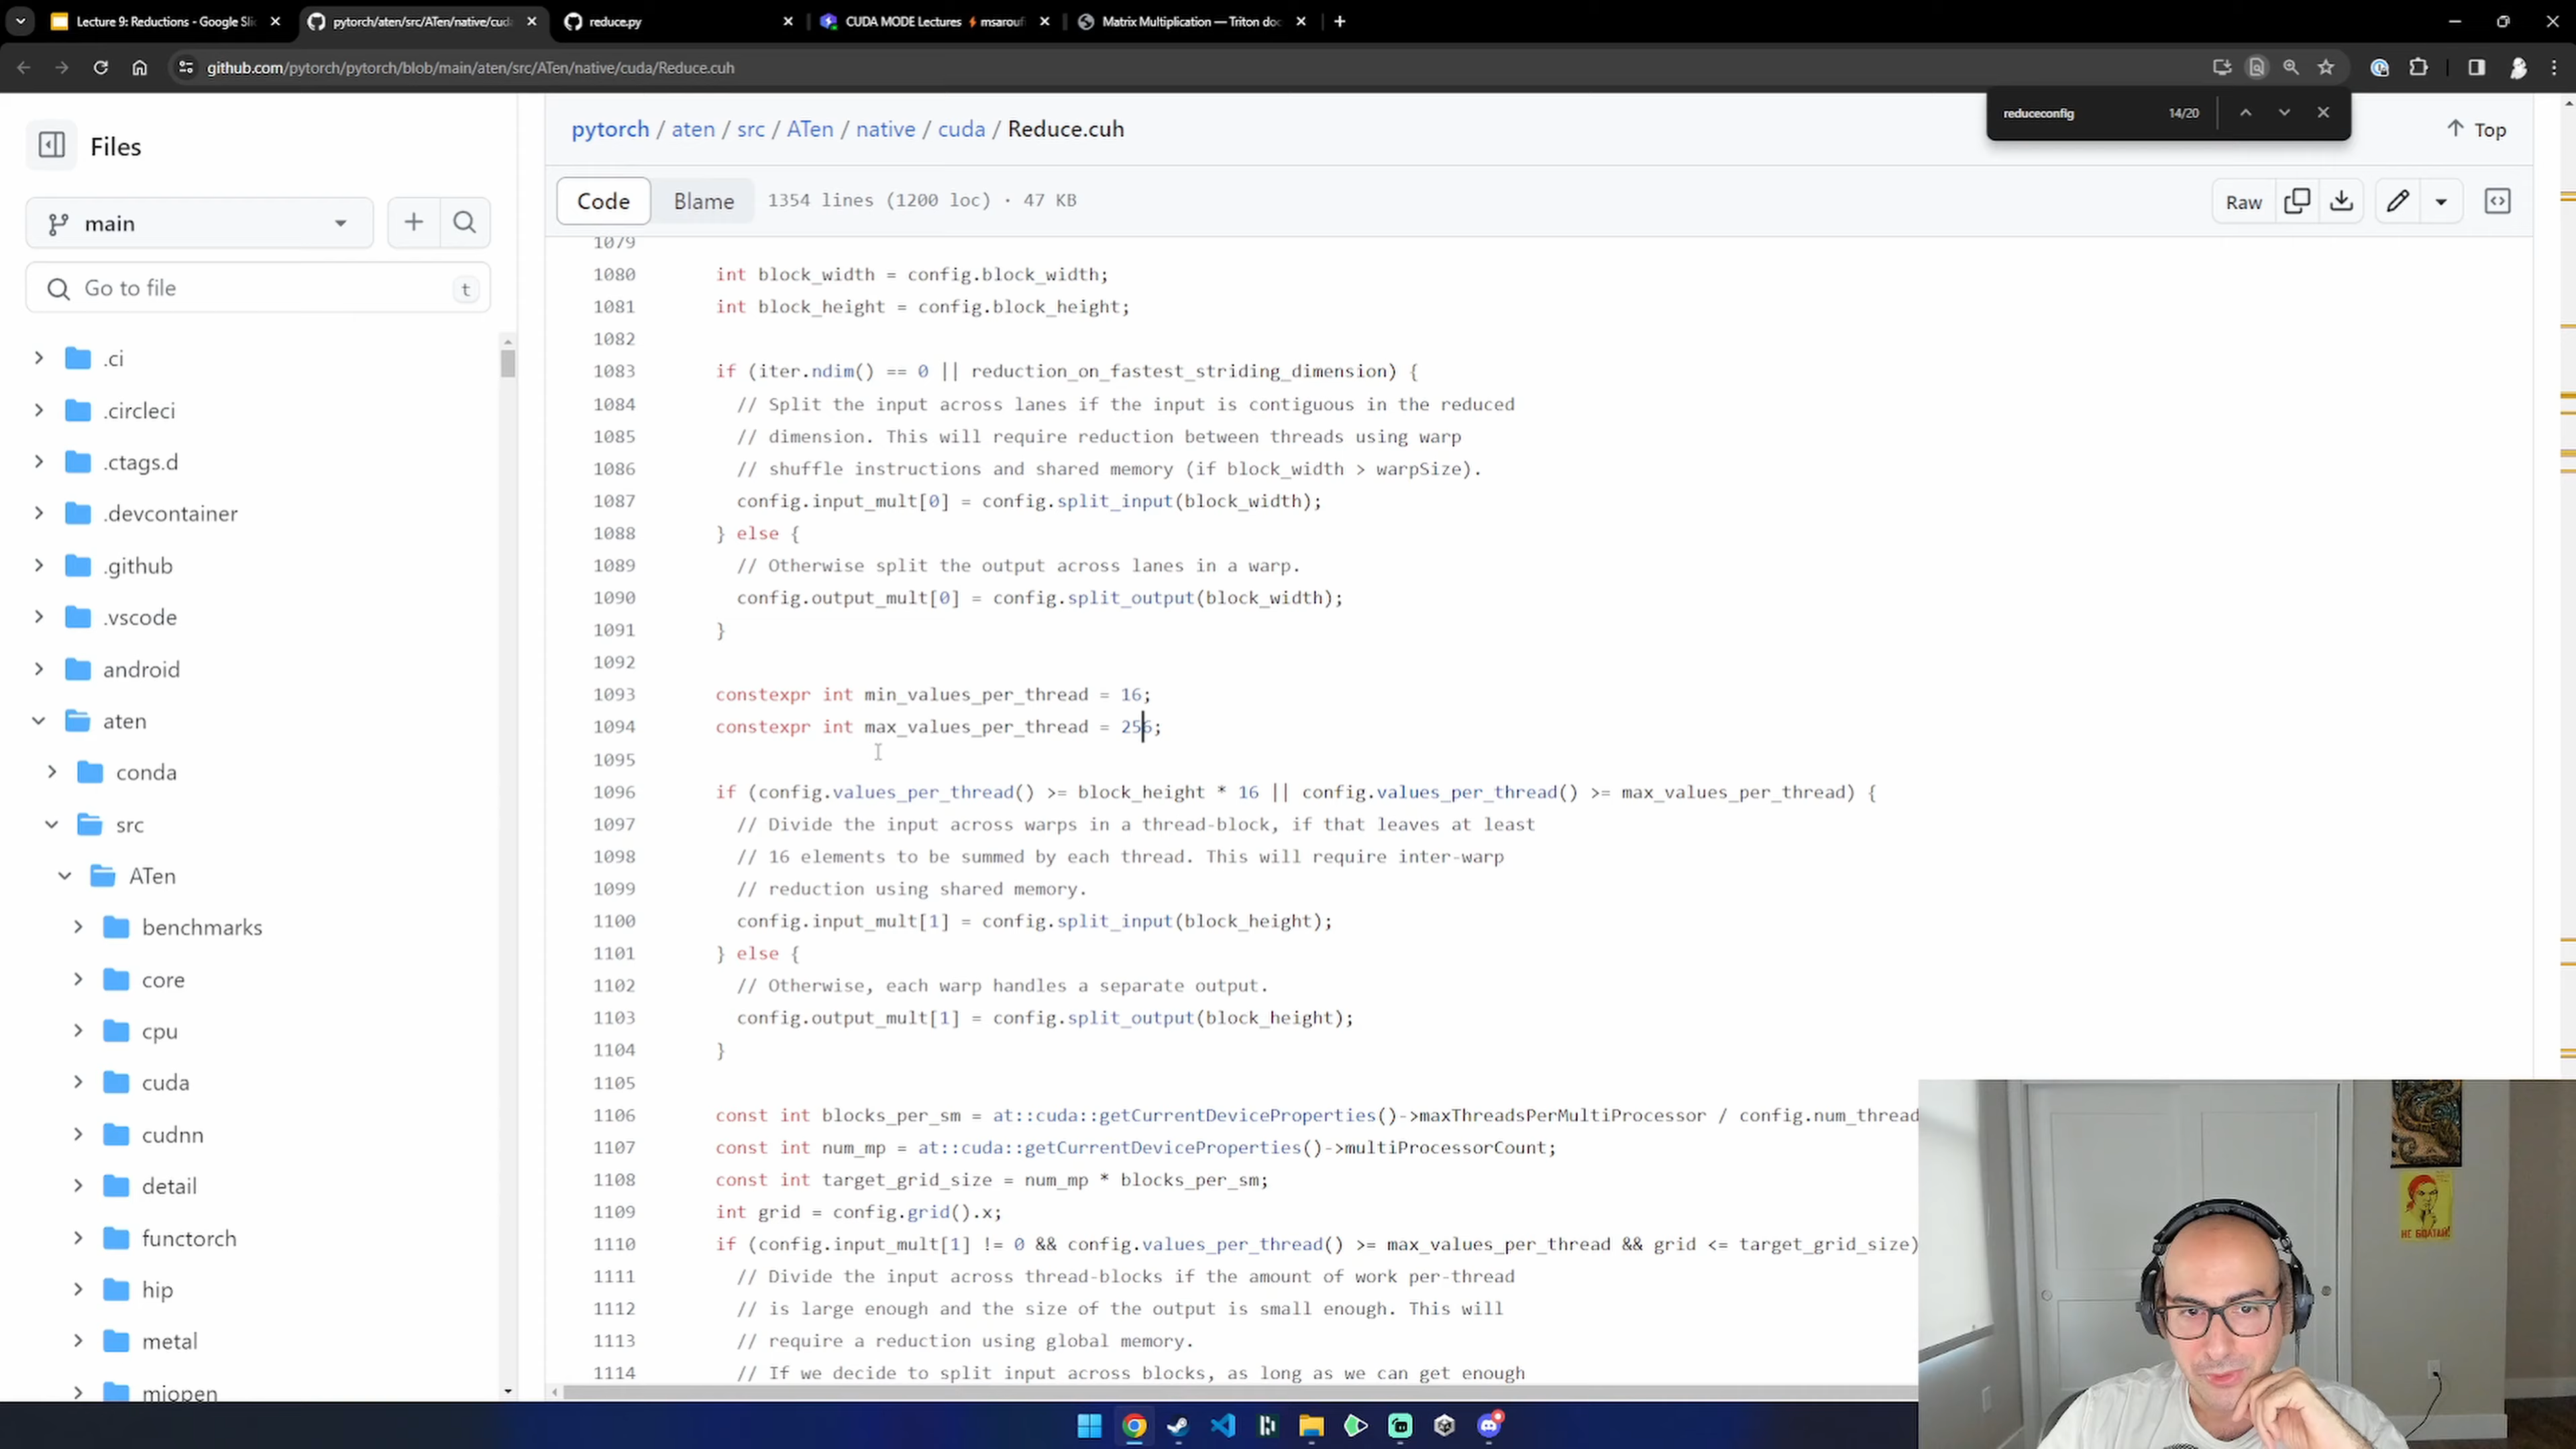 Lecture 9: Reductions - Google Sli
pytorch/aten/src/ATen/native/cuda
reduce.py
CUDA MODE Lectures ⚡ msarouf
Matrix Multiplication — Triton doc
github.com/pytorch/pytorch/blob/main/aten/src/ATen/native/cuda/Reduce.cuh
reduceconfig 14/20
Files
main
Go to file t
.ci
.circleci
.ctags.d
.devcontainer
.github
.vscode
android
aten
conda
src
ATen
benchmarks
core
cpu
cuda
cudnn
detail
functorch
hip
metal
miopen
pytorch / aten / src / ATen / native / cuda / Reduce.cuh
Top
Code Blame 1354 lines (1200 loc) · 47 KB
Raw
1079
1080 int block_width = config.block_width;
1081 int block_height = config.block_height;
1082
1083 if (iter.ndim() == 0 || reduction_on_fastest_striding_dimension) {
1084 // Split the input across lanes if the input is contiguous in the reduced
1085 // dimension. This will require reduction between threads using warp
1086 // shuffle instructions and shared memory (if block_width > warpSize).
1087 config.input_mult[0] = config.split_input(block_width);
1088 } else {
1089 // Otherwise split the output across lanes in a warp.
1090 config.output_mult[0] = config.split_output(block_width);
1091 }
1092
1093 constexpr int min_values_per_thread = 16;
1094 constexpr int max_values_per_thread = 256;
1095
1096 if (config.values_per_thread() >= block_height * 16 || config.values_per_thread() >= max_values_per_thread) {
1097 // Divide the input across warps in a thread-block, if that leaves at least
1098 // 16 elements to be summed by each thread. This will require inter-warp
1099 // reduction using shared memory.
1100 config.input_mult[1] = config.split_input(block_height);
1101 } else {
1102 // Otherwise, each warp handles a separate output.
1103 config.output_mult[1] = config.split_output(block_height);
1104 }
1105
1106 const int blocks_per_sm = at::cuda::getCurrentDeviceProperties()->maxThreadsPerMultiProcessor / config.num_thread
1107 const int num_mp = at::cuda::getCurrentDeviceProperties()->multiProcessorCount;
1108 const int target_grid_size = num_mp * blocks_per_sm;
1109 int grid = config.grid().x;
1110 if (config.input_mult[1] != 0 && config.values_per_thread() >= max_values_per_thread && grid <= target_grid_size)
1111 // Divide the input across thread-blocks if the amount of work per-thread
1112 // is large enough and the size of the output is small enough. This will
1113 // require a reduction using global memory.
1114 // If we decide to split input across blocks, as long as we can get enough
НЕ БОЛТАЙ!